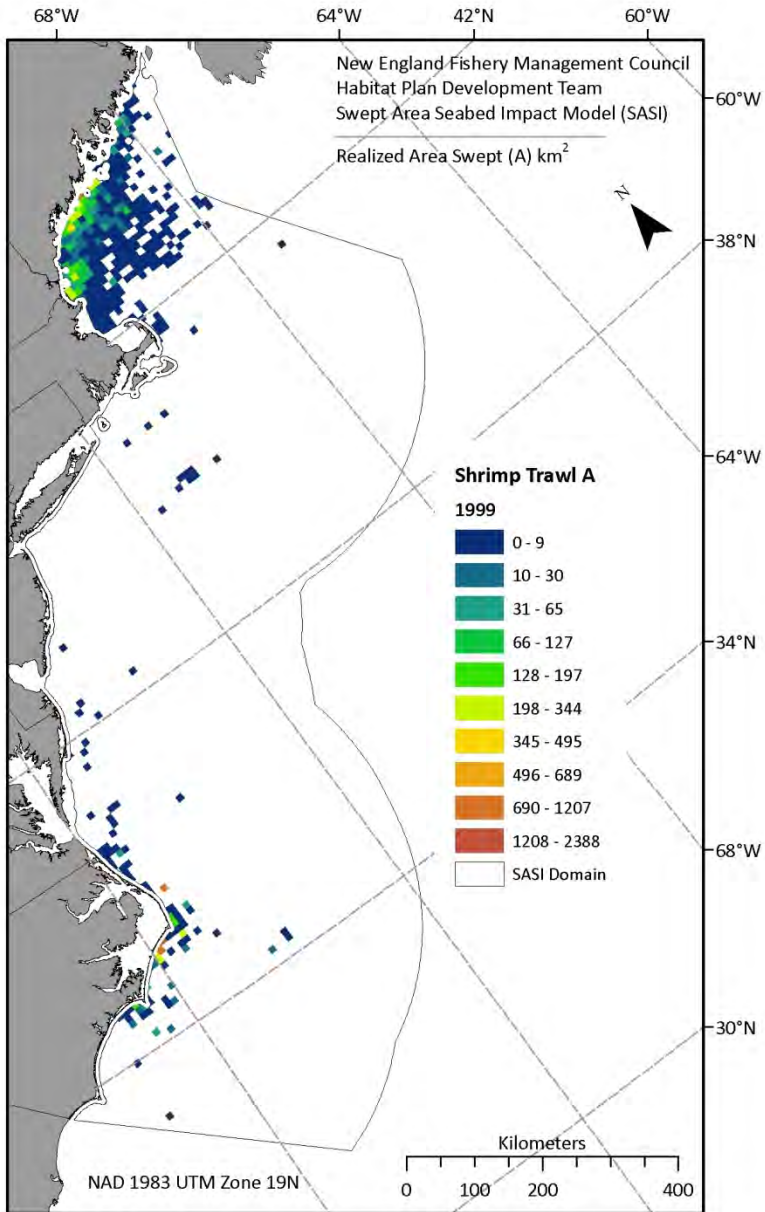 68°W 64°W 42°N 60°W
New England Fishery Management Council
Habitat Plan Development Team
Swept Area Seabed Impact Model (SASI)
Realized Area Swept (A) km²
N
60°W
38°N
64°W
34°N
68°W
30°N
Shrimp Trawl A
1999
0 - 9
10 - 30
31 - 65
66 - 127
128 - 197
198 - 344
345 - 495
496 - 689
690 - 1207
1208 - 2388
SASI Domain
Kilometers
0 100 200 300 400
NAD 1983 UTM Zone 19N